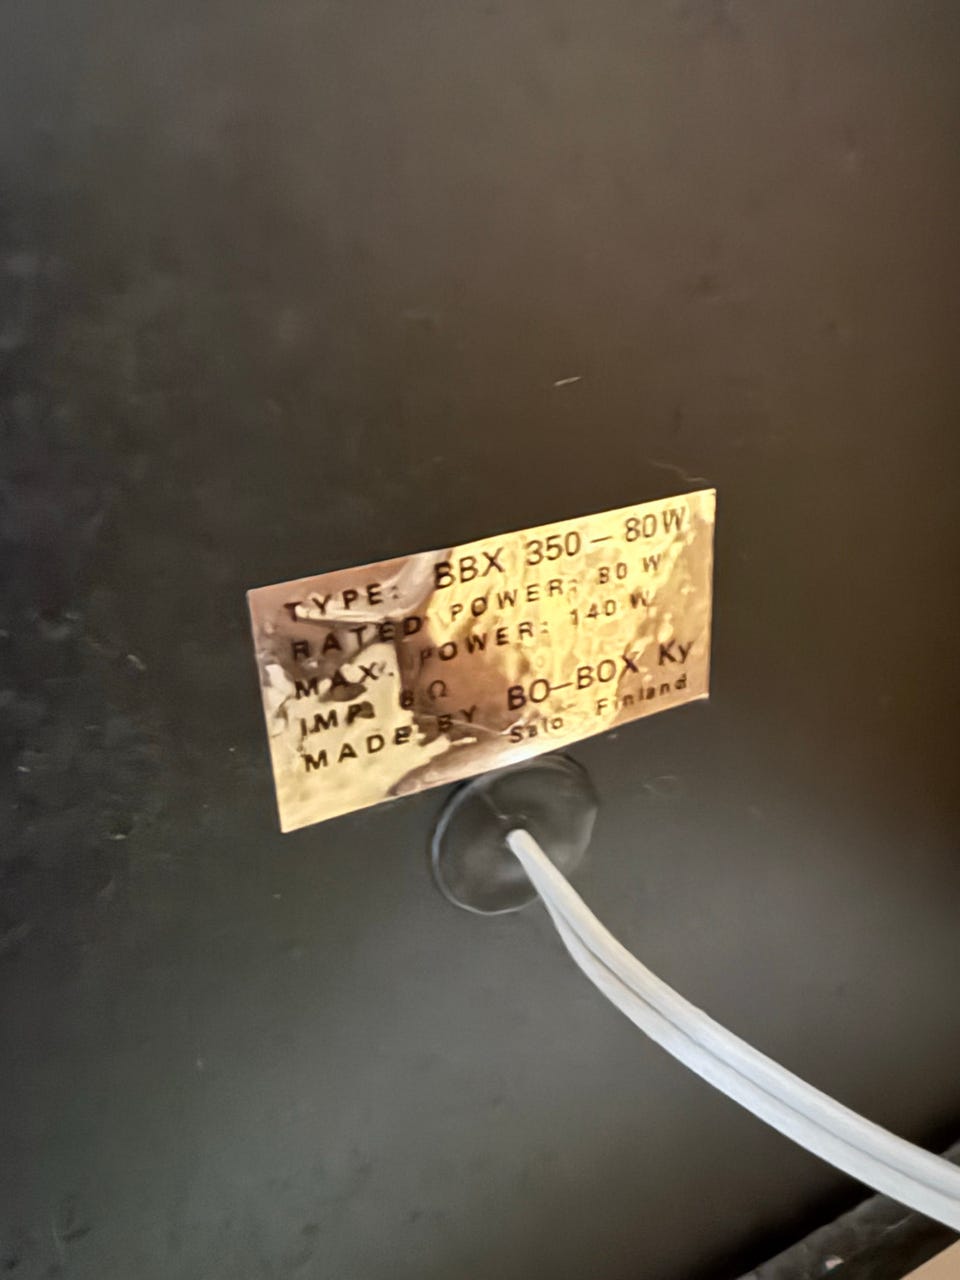 TYPE: BBX 350 – 80W
RATED POWER: 80 W
MAX. POWER: 140 W
IMP. 8 Ω
MADE BY BO–BOX Ky
Salo Finland